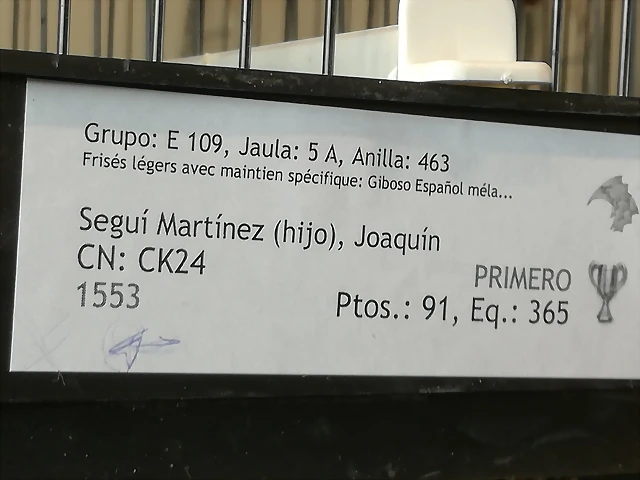 Grupo: E 109, Jaula: 5 A, Anilla: 463
Frisés légers avec maintien spécifique: Giboso Español méla...
Seguí Martínez (hijo), Joaquín
CN: CK24
PRIMERO
1553
Ptos.: 91, Eq.: 365